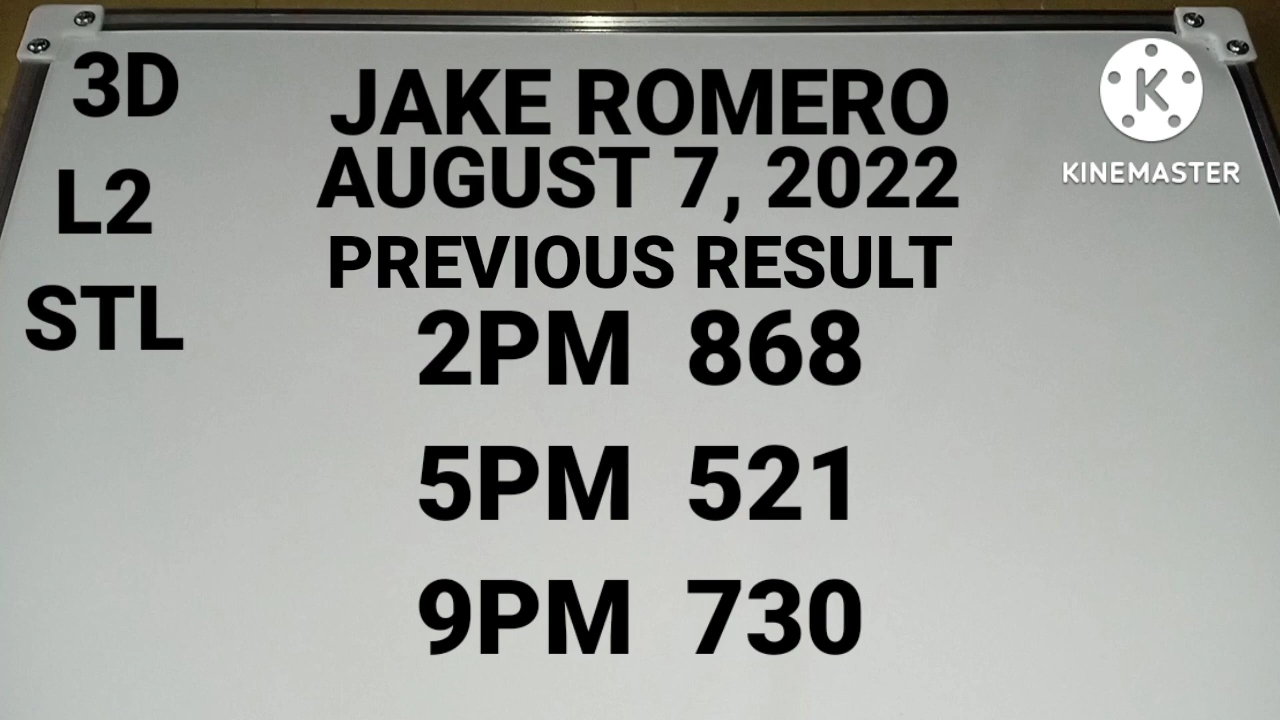 3D
L2
STL
JAKE ROMERO
AUGUST 7, 2022
PREVIOUS RESULT
2PM 868
5PM 521
9PM 730
K
KINEMASTER